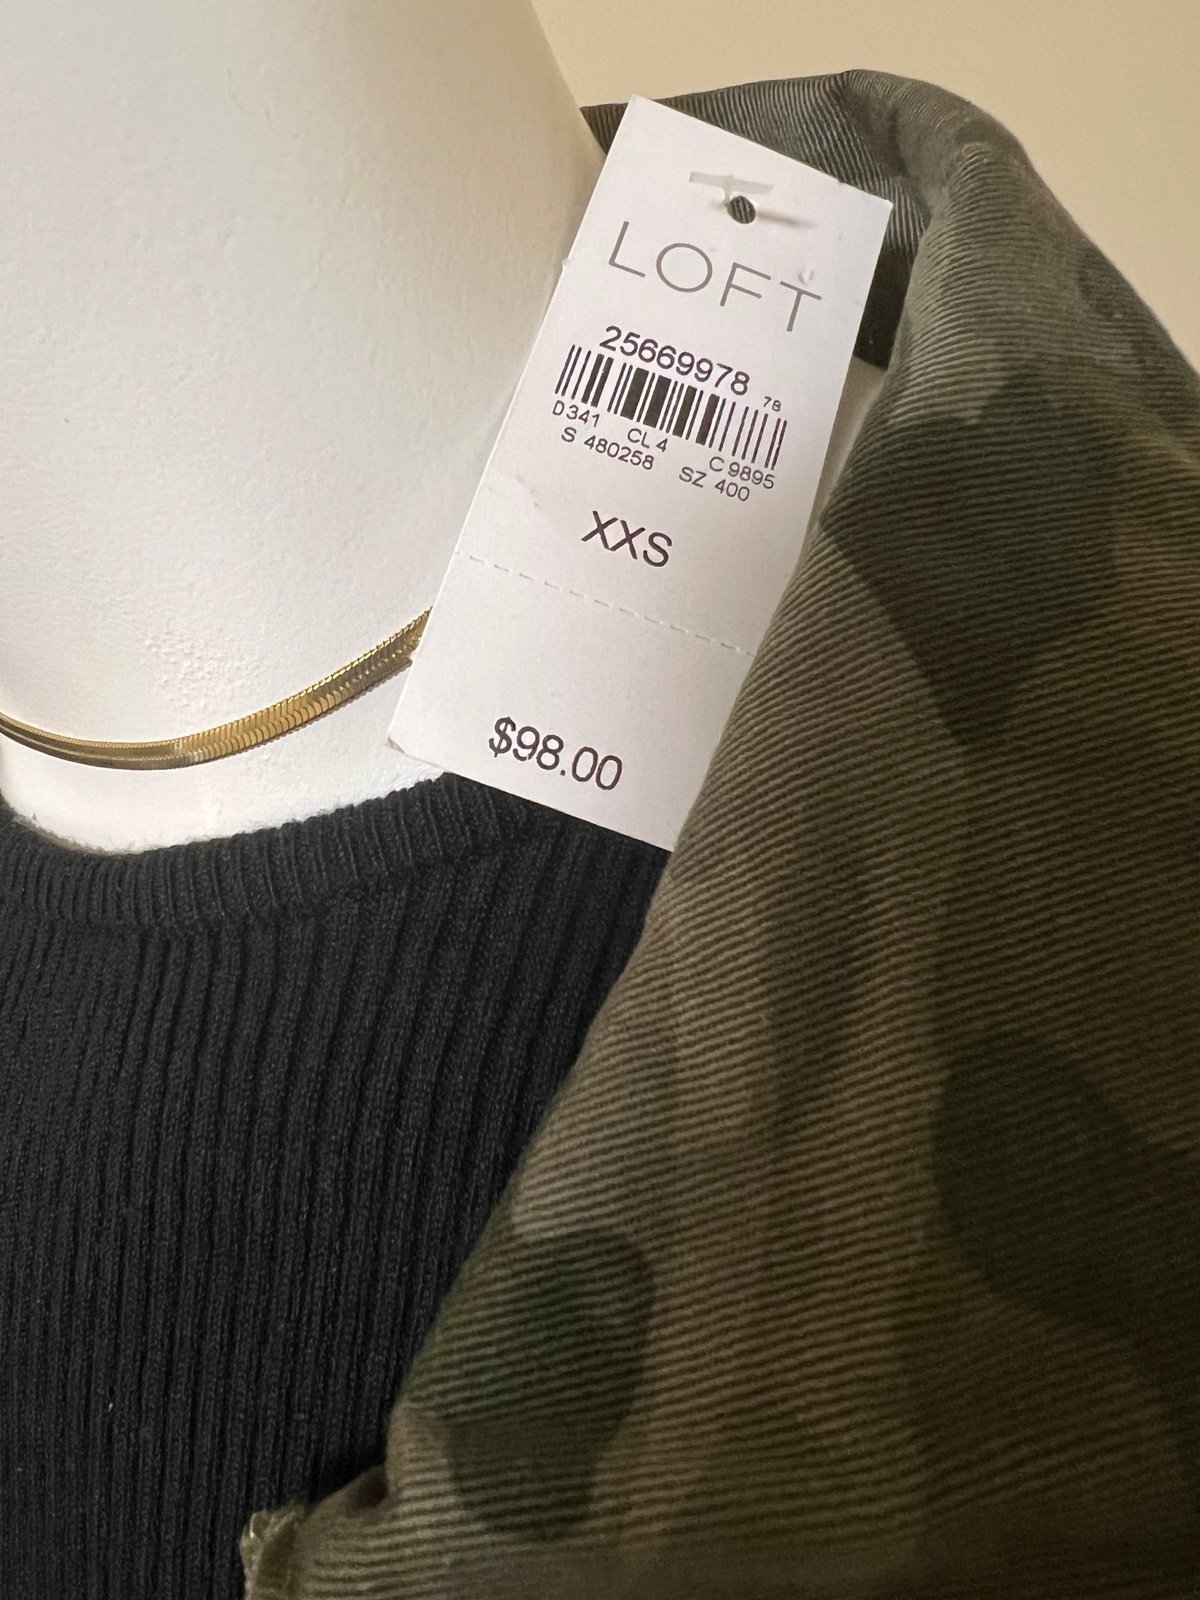 LOFT
25669978 78
D341 CL 4 C 9895
S 480258 SZ 400
XXS
$98.00